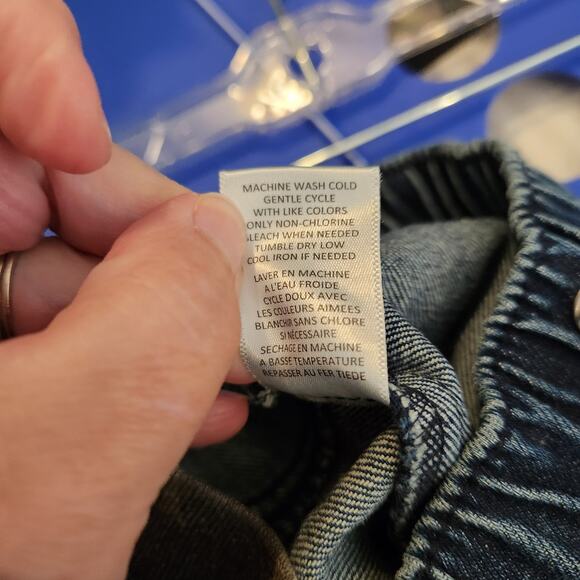 MACHINE WASH COLD
GENTLE CYCLE
WITH LIKE COLORS
ONLY NON-CHLORINE
BLEACH WHEN NEEDED
TUMBLE DRY LOW
COOL IRON IF NEEDED
LAVER EN MACHINE
A L'EAU FROIDE
CYCLE DOUX AVEC
LES COULEURS AIMEES
BLANCHIR SANS CHLORE
SI NÉCESSAIRE
SECHAGE EN MACHINE
A BASSE TEMPERATURE
REPASSER AU FER TIEDE